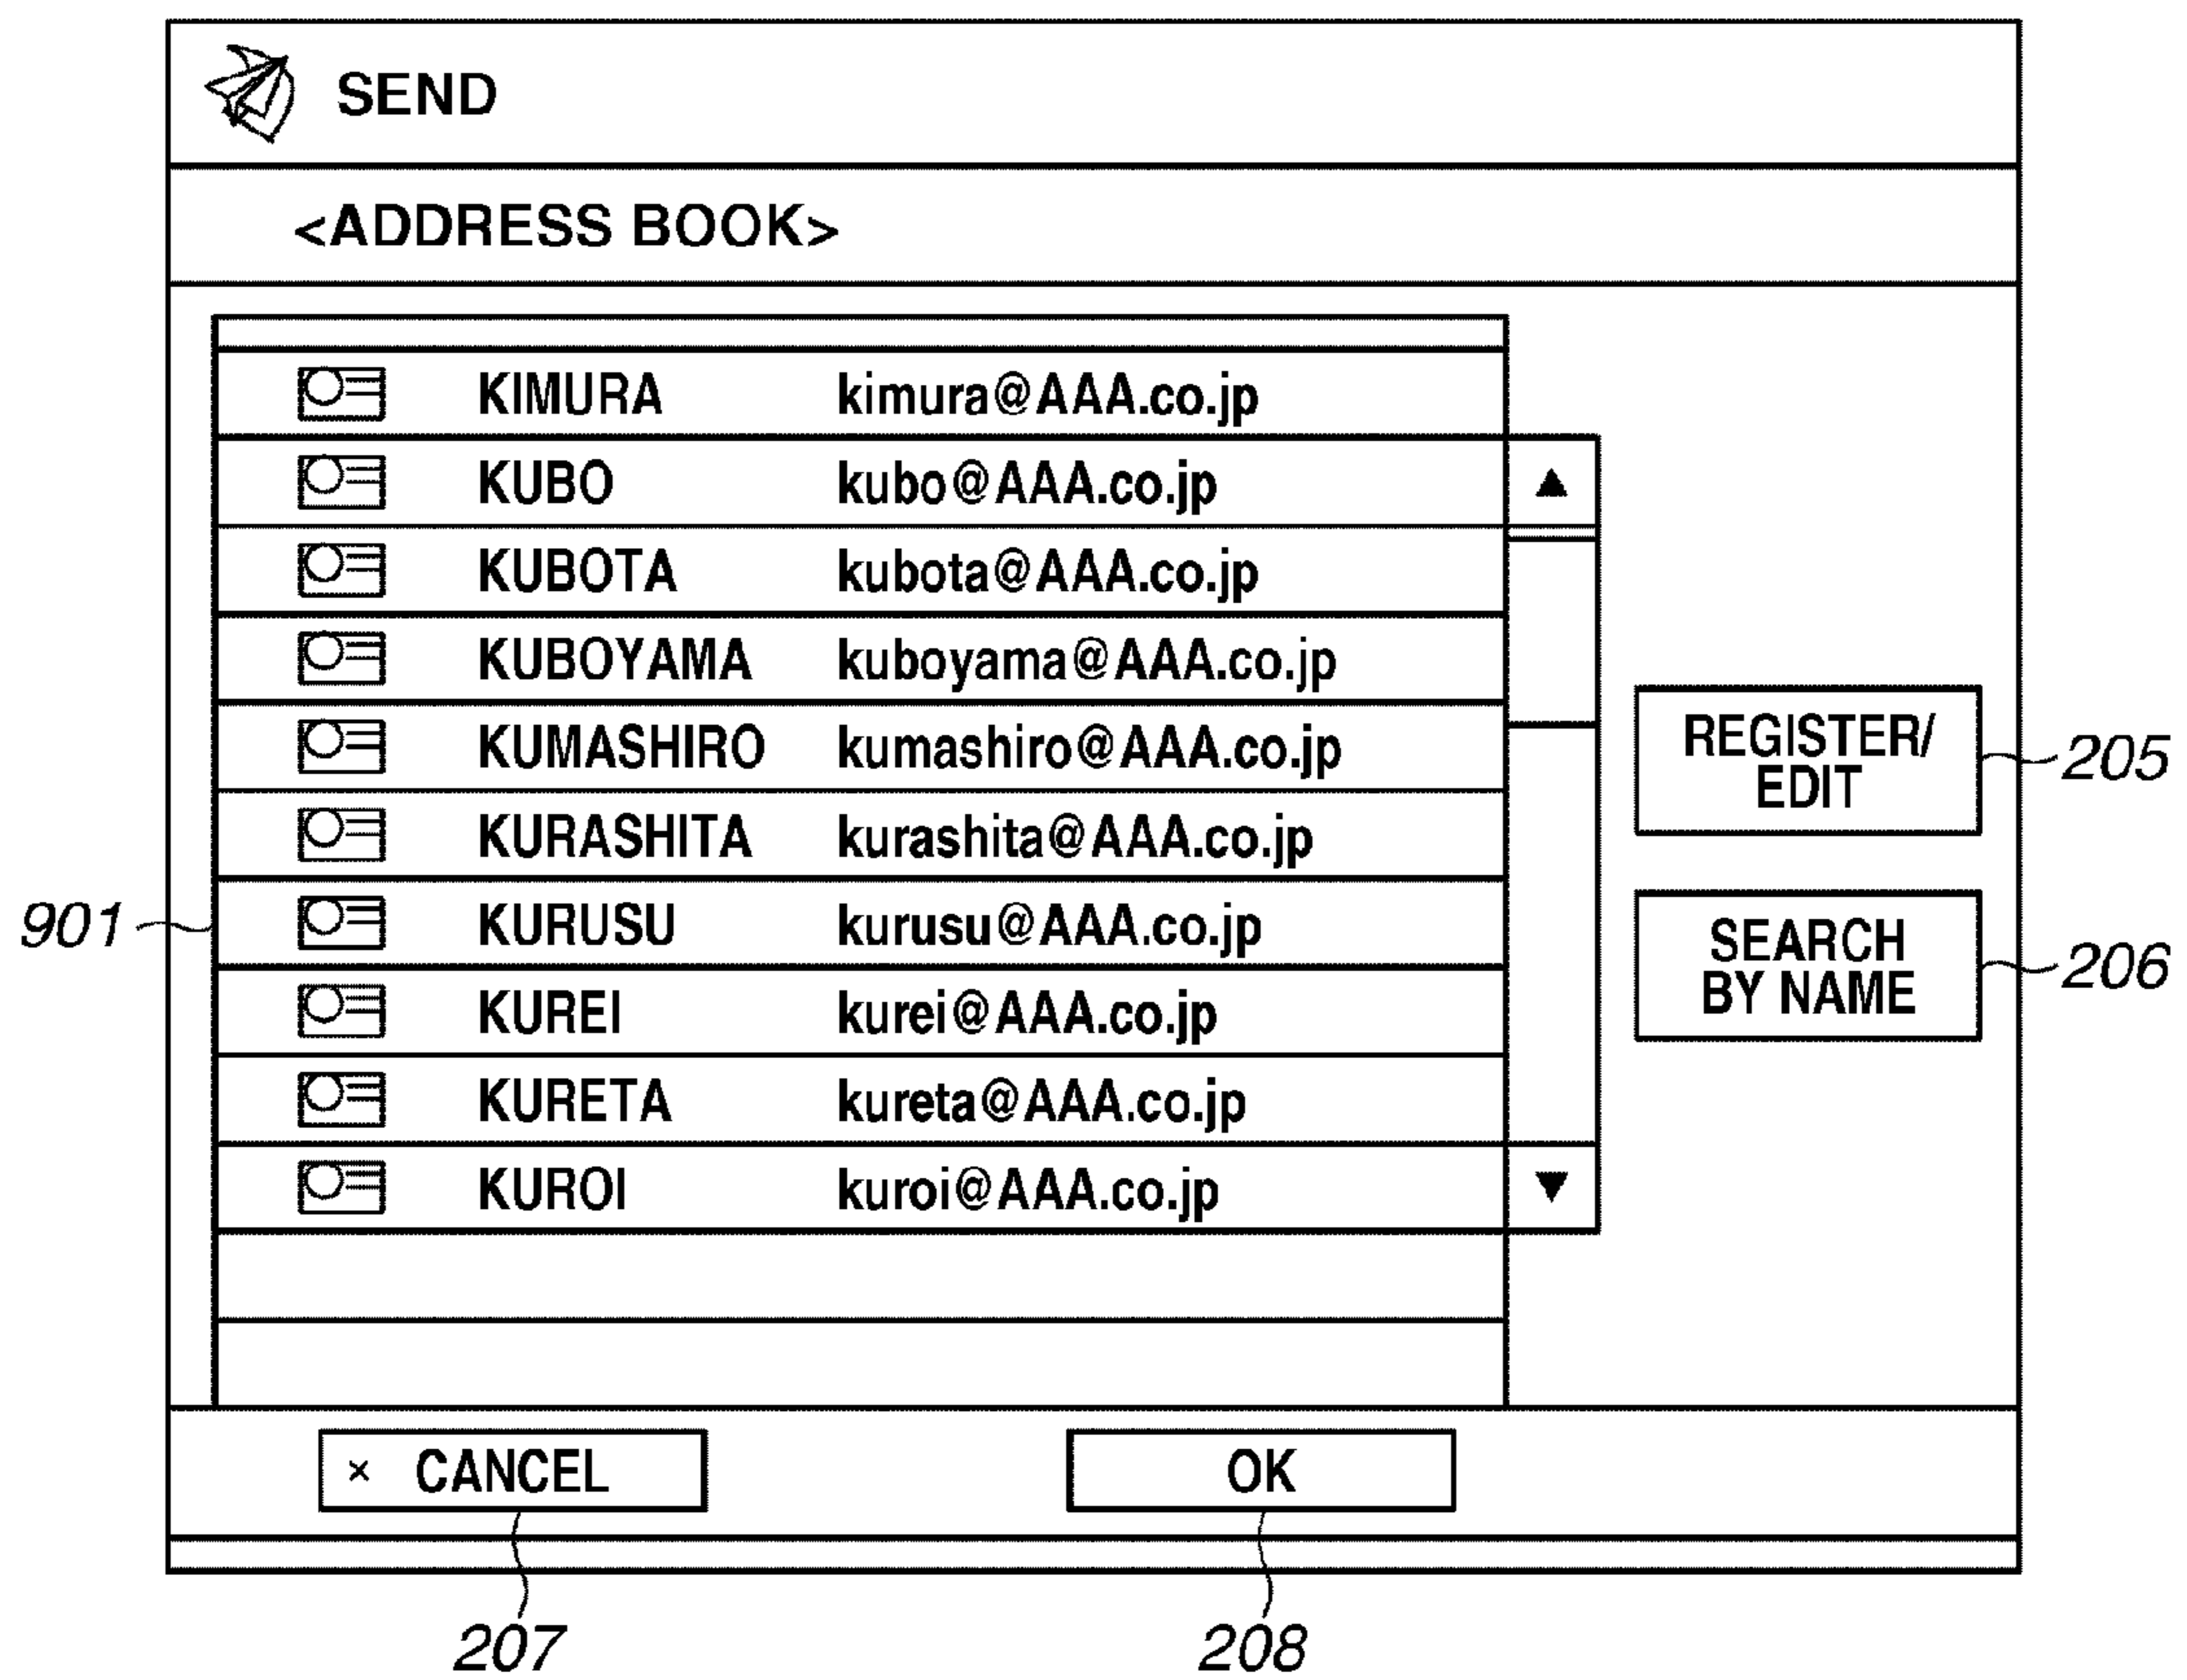 SEND
<ADDRESS BOOK>
KIMURA kimura@AAA.co.jp
KUBO kubo@AAA.co.jp
KUBOTA kubota@AAA.co.jp
KUBOYAMA kuboyama@AAA.co.jp
KUMASHIRO kumashiro@AAA.co.jp
KURASHITA kurashita@AAA.co.jp
KURUSU kurusu@AAA.co.jp
KUREI kurei@AAA.co.jp
KURETA kureta@AAA.co.jp
KUROI kuroi@AAA.co.jp
901
REGISTER/
EDIT
205
SEARCH
BY NAME
206
× CANCEL
OK
207
208